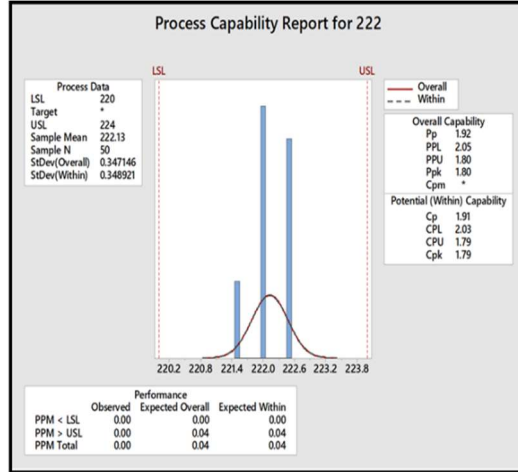 Process Capability Report for 222
LSL USL
Process Data
LSL 220
Target *
USL 224
Sample Mean 222.13
Sample N 50
StDev(Overall) 0.347146
StDev(Within) 0.348921
Overall
Within
Overall Capability
Pp 1.92
PPL 2.05
PPU 1.80
Ppk 1.80
Cpm *
Potential (Within) Capability
Cp 1.91
CPL 2.03
CPU 1.79
Cpk 1.79
220.2 220.8 221.4 222.0 222.6 223.2 223.8
Performance
Observed Expected Overall Expected Within
PPM < LSL 0.00 0.00 0.00
PPM > USL 0.00 0.04 0.04
PPM Total 0.00 0.04 0.04